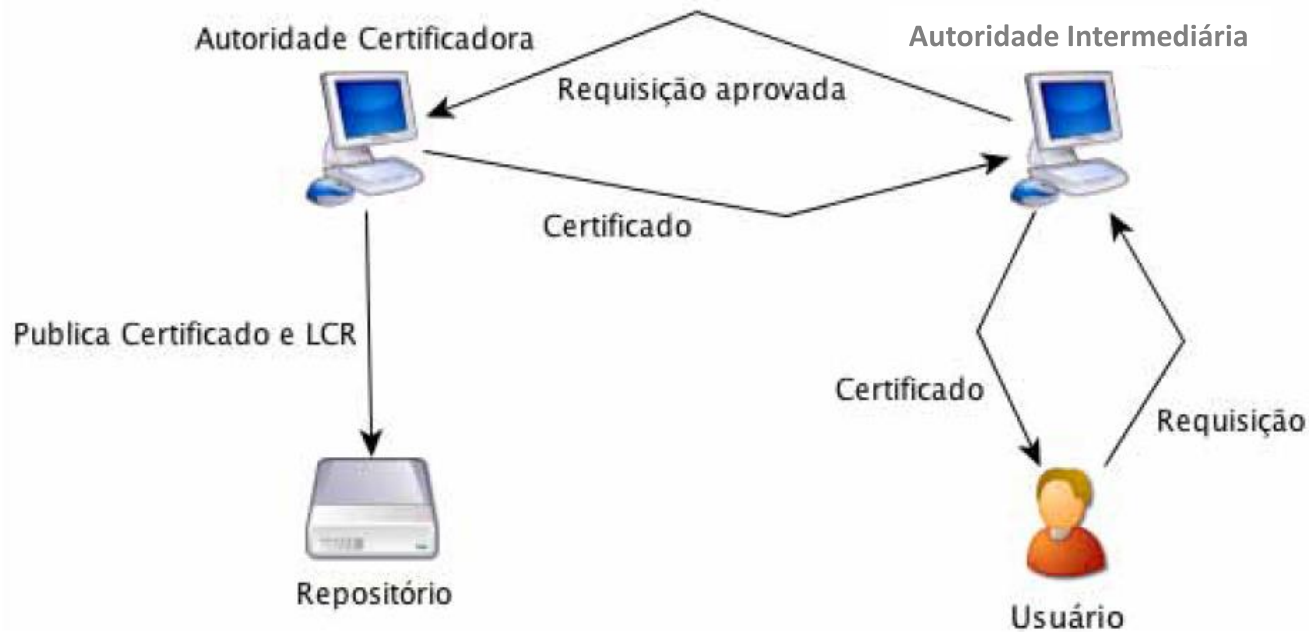 Autoridade Certificadora
Autoridade Intermediária
Requisição aprovada
Certificado
Publica Certificado e LCR
Certificado
Requisição
Repositório
Usuário